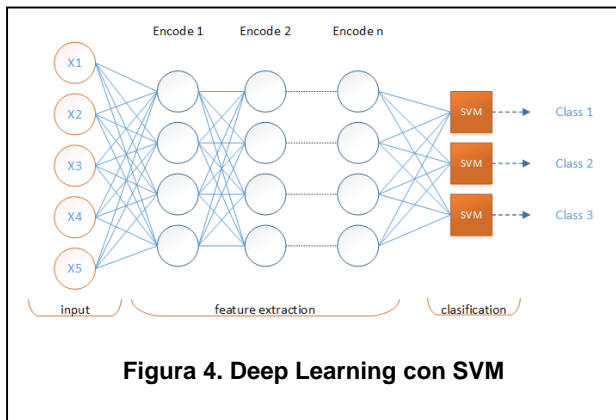 Encode 1 Encode 2 Encode n
X1
X2
X3
X4
X5
SVM Class 1
SVM Class 2
SVM Class 3
input feature extraction clasification
Figura 4. Deep Learning con SVM